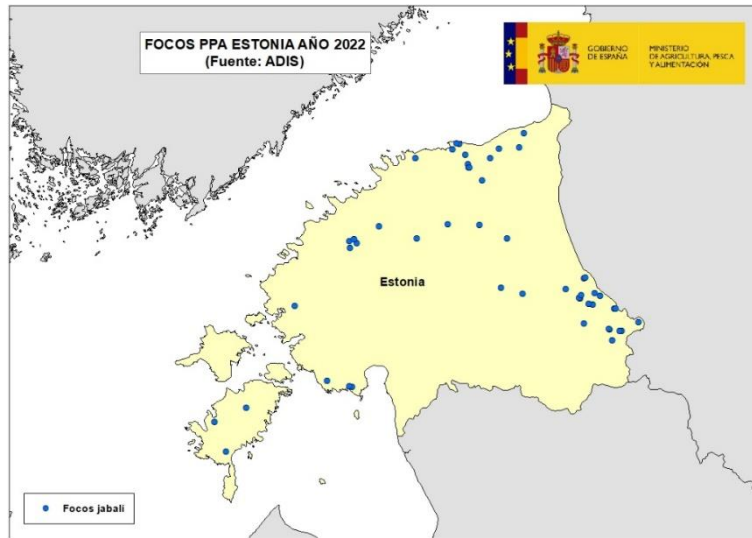 FOCOS PPA ESTONIA AÑO 2022
(Fuente: ADIS)
GOBIERNO
DE ESPAÑA
MINISTERIO
DE AGRICULTURA, PESCA
Y ALIMENTACIÓN
Estonia
Focos jabalí